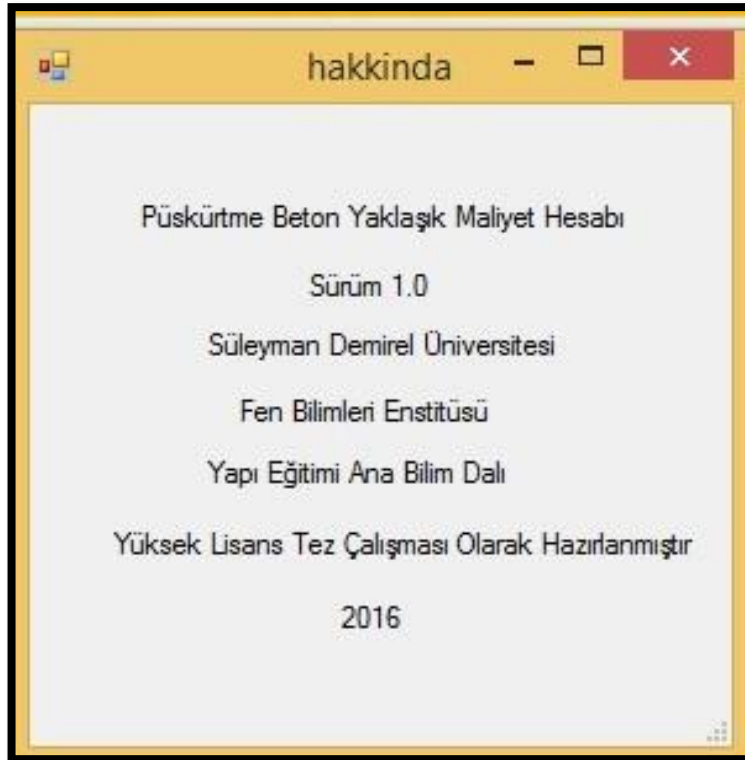 hakkinda
Püskürtme Beton Yaklaşık Maliyet Hesabı
Sürüm 1.0
Süleyman Demirel Üniversitesi
Fen Bilimleri Enstitüsü
Yapı Eğitimi Ana Bilim Dalı
Yüksek Lisans Tez Çalışması Olarak Hazırlanmıştır
2016